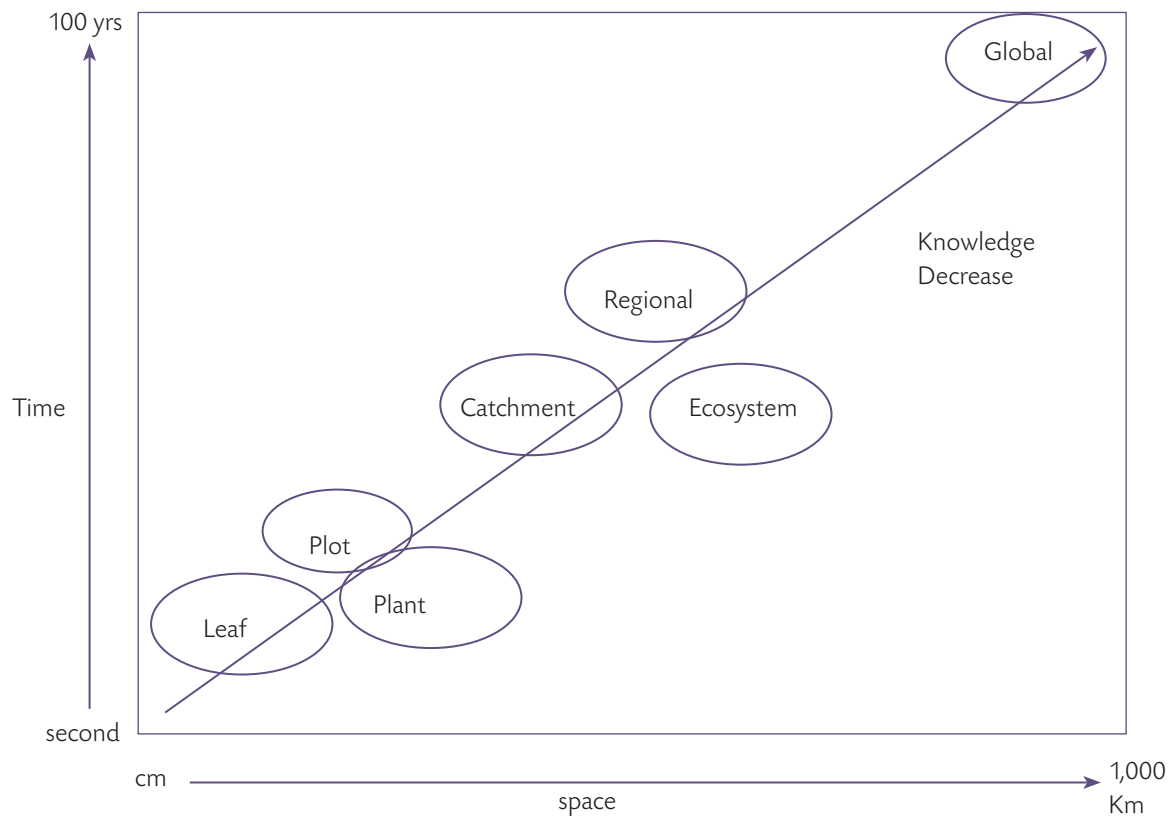 100 yrs
Global
Knowledge
Decrease
Regional
Time
Catchment
Ecosystem
Plot
Plant
Leaf
second
cm
space
1,000
Km